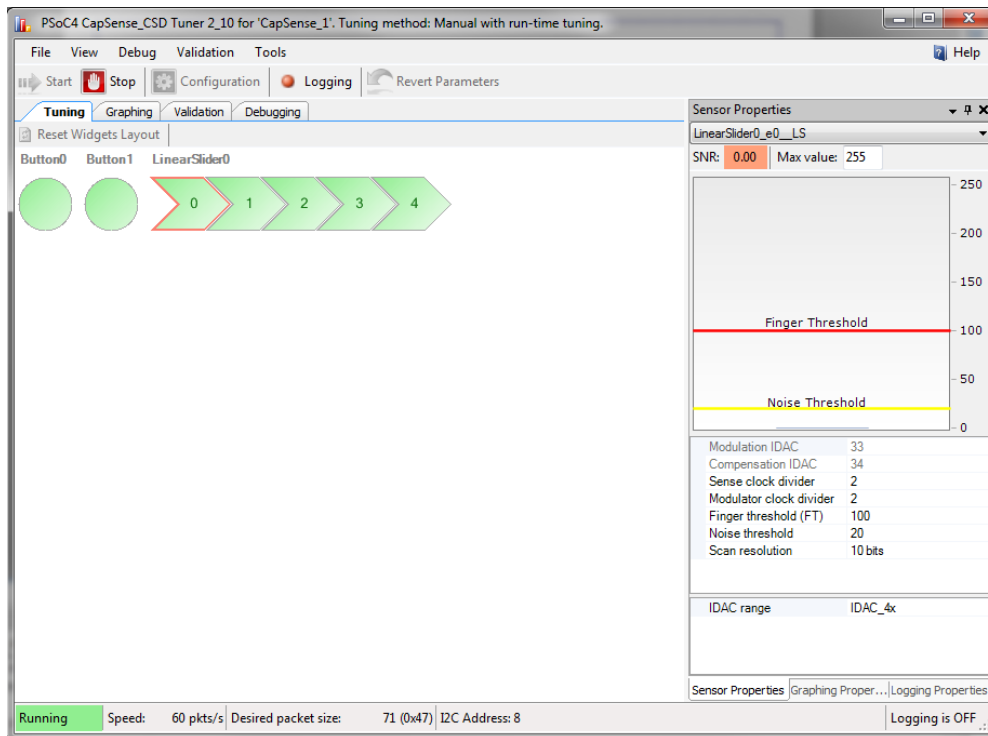 PSoC4 CapSense_CSD Tuner 2_10 for 'CapSense_1'. Tuning method: Manual with run-time tuning.
File View Debug Validation Tools Help
Start Stop Configuration Logging Revert Parameters
Tuning Graphing Validation Debugging
Reset Widgets Layout
Button0 Button1 LinearSlider0
0 1 2 3 4
Sensor Properties
LinearSlider0_e0__LS
SNR: 0.00 Max value: 255
250
200
150
Finger Threshold
100
50
Noise Threshold
0
Modulation IDAC 33
Compensation IDAC 34
Sense clock divider 2
Modulator clock divider 2
Finger threshold (FT) 100
Noise threshold 20
Scan resolution 10 bits
IDAC range IDAC_4x
Sensor Properties Graphing Proper... Logging Properties
Running Speed: 60 pkts/s Desired packet size: 71 (0x47) I2C Address: 8 Logging is OFF